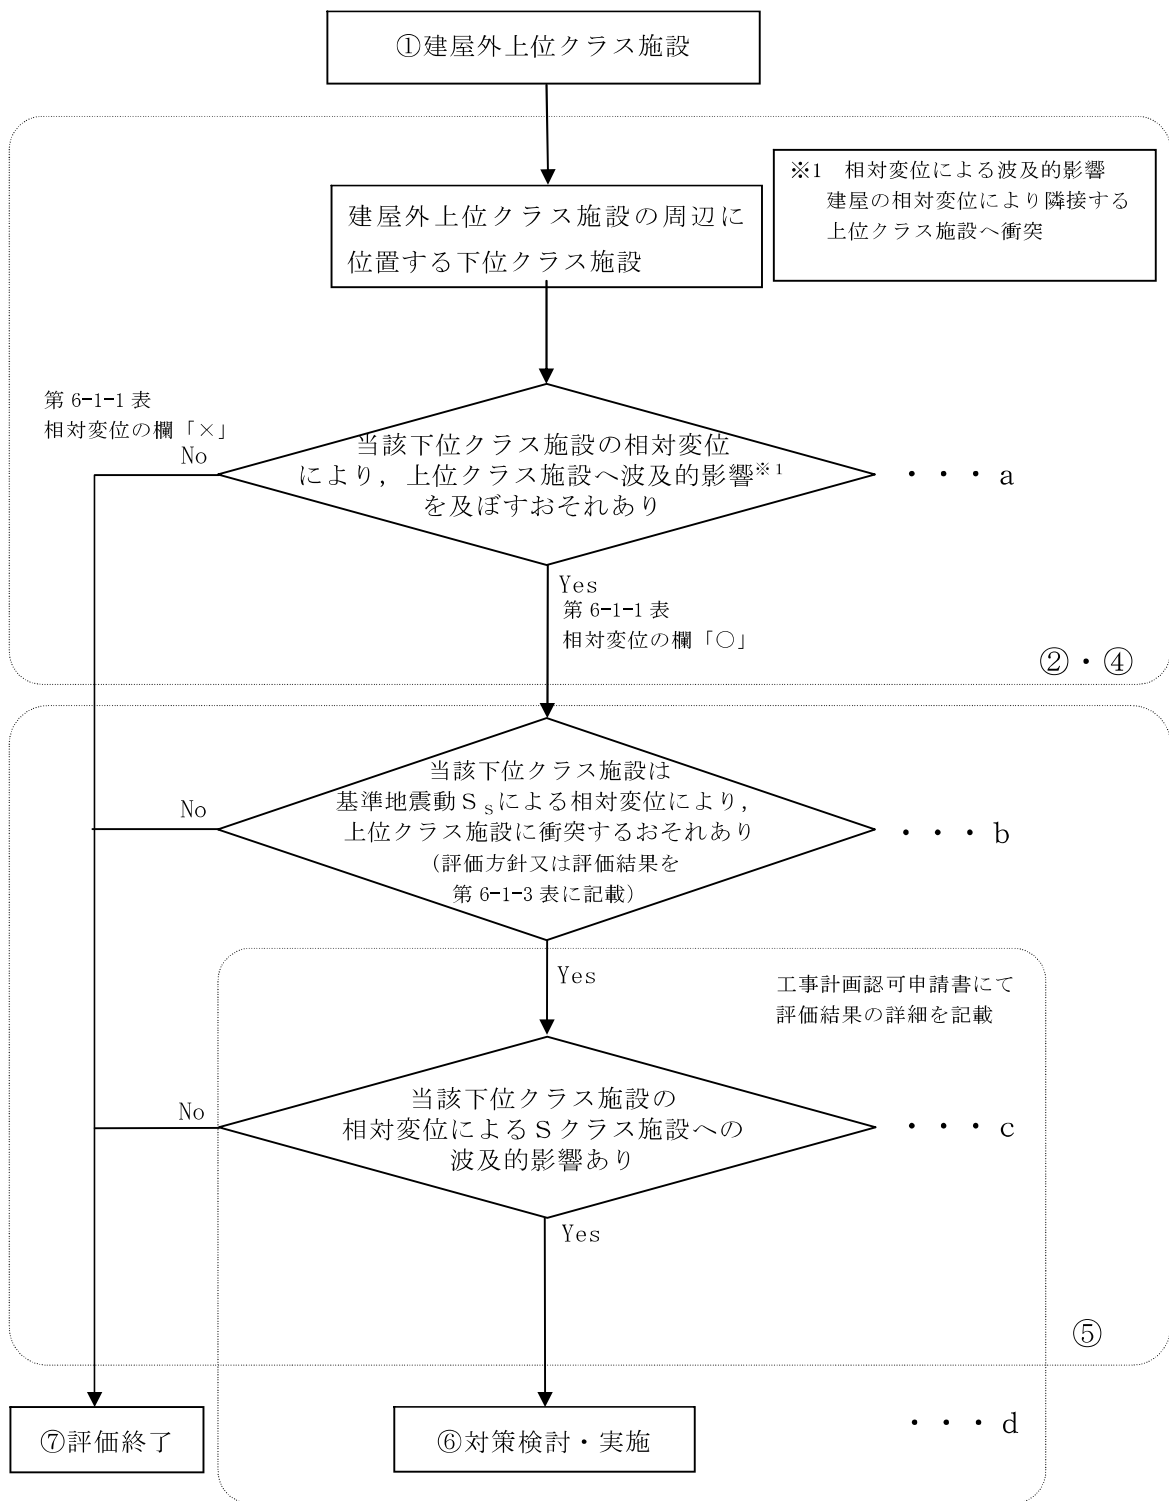 ①建屋外上位クラス施設
※1　相対変位による波及的影響
建屋の相対変位により隣接する
上位クラス施設へ衝突
建屋外上位クラス施設の周辺に
位置する下位クラス施設
第 6-1-1 表
相対変位の欄「×」
No
当該下位クラス施設の相対変位
により，上位クラス施設へ波及的影響※1
を及ぼすおそれあり
・・・a
Yes
第 6-1-1 表
相対変位の欄「○」
②・④
当該下位クラス施設は
基準地震動Ｓsによる相対変位により，
上位クラス施設に衝突するおそれあり
（評価方針又は評価結果を
第 6-1-3 表に記載）
No
・・・b
Yes
工事計画認可申請書にて
評価結果の詳細を記載
当該下位クラス施設の
相対変位によるＳクラス施設への
波及的影響あり
No
・・・c
Yes
⑤
⑦評価終了
⑥対策検討・実施
・・・d